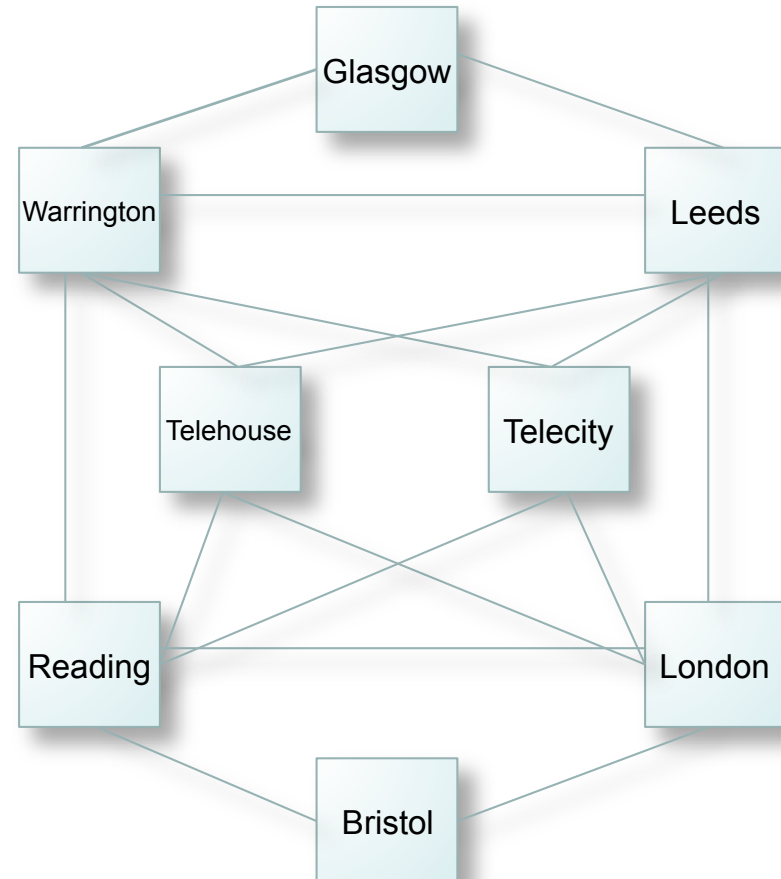 Glasgow
Warrington
Leeds
Telehouse
Telecity
Reading
London
Bristol